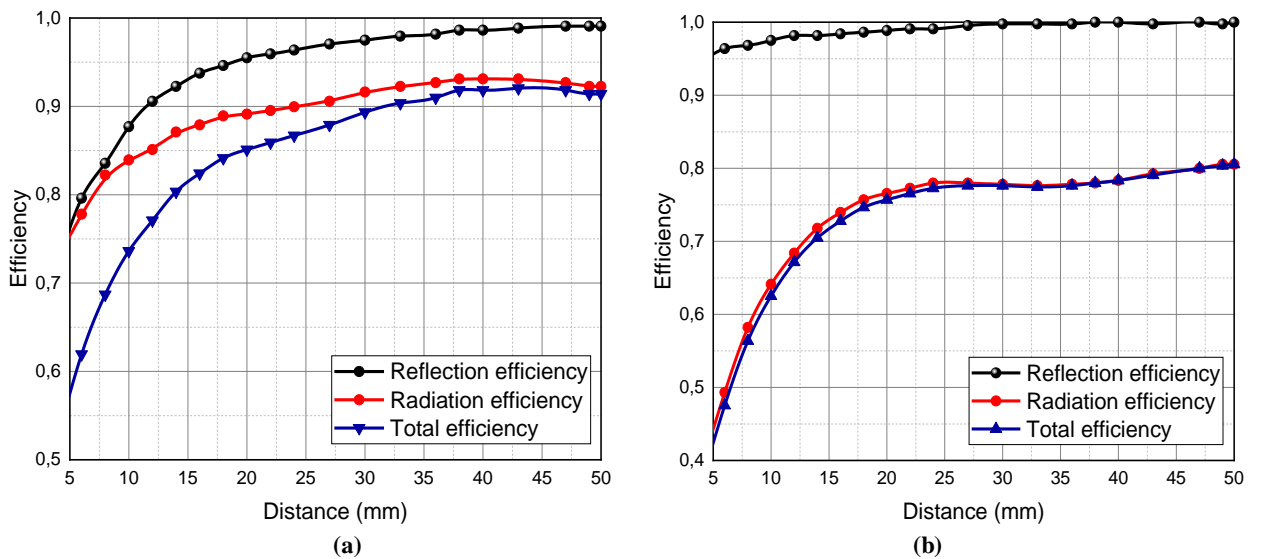 1,0
0,9
0,8
0,7
0,6
0,5
Efficiency
Reflection efficiency
Radiation efficiency
Total efficiency
5 10 15 20 25 30 35 40 45 50
Distance (mm)
(a)
1,0
0,9
0,8
0,7
0,6
0,5
0,4
Efficiency
Reflection efficiency
Radiation efficiency
Total efficiency
5 10 15 20 25 30 35 40 45 50
Distance (mm)
(b)